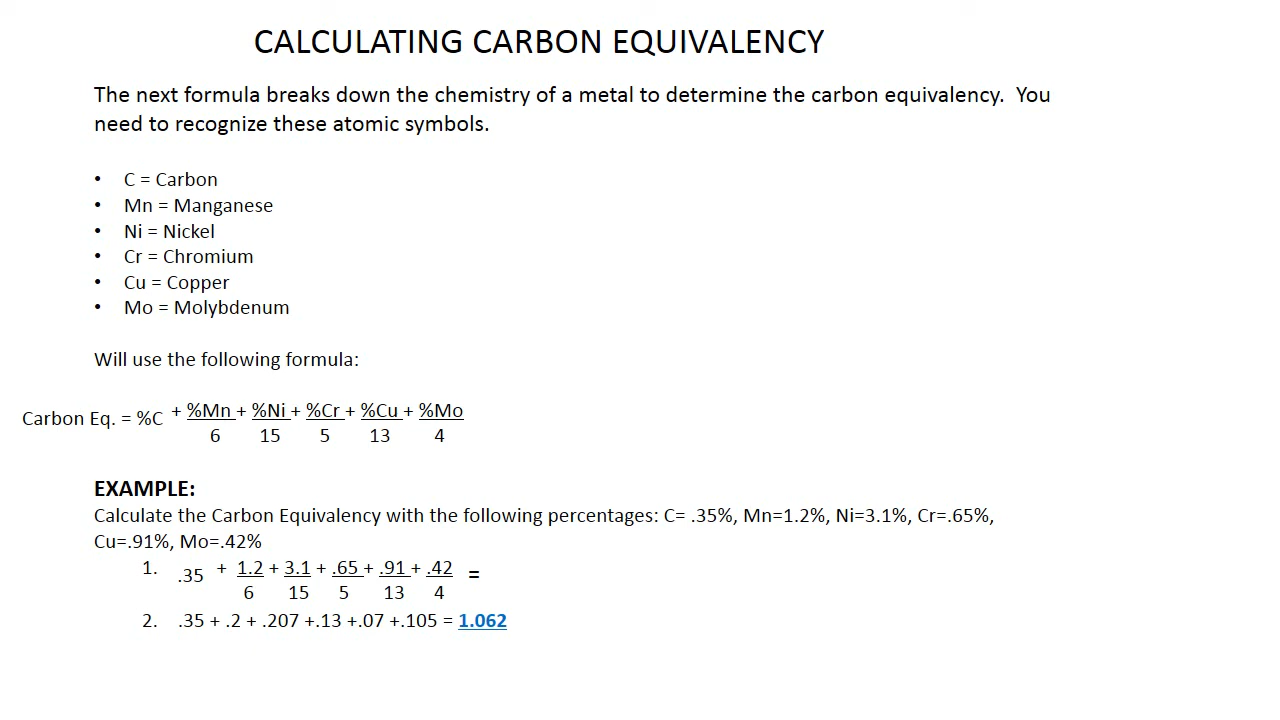 CALCULATING CARBON EQUIVALENCY
The next formula breaks down the chemistry of a metal to determine the carbon equivalency.  You
need to recognize these atomic symbols.
• C = Carbon
• Mn = Manganese
• Ni = Nickel
• Cr = Chromium
• Cu = Copper
• Mo = Molybdenum
Will use the following formula:
Carbon Eq. = %C + %Mn + %Ni + %Cr + %Cu + %Mo
6 15 5 13 4
EXAMPLE:
Calculate the Carbon Equivalency with the following percentages: C= .35%, Mn=1.2%, Ni=3.1%, Cr=.65%,
Cu=.91%, Mo=.42%
1. .35 + 1.2 + 3.1 + .65 + .91 + .42 =
6 15 5 13 4
2. .35 + .2 + .207 +.13 +.07 +.105 = 1.062